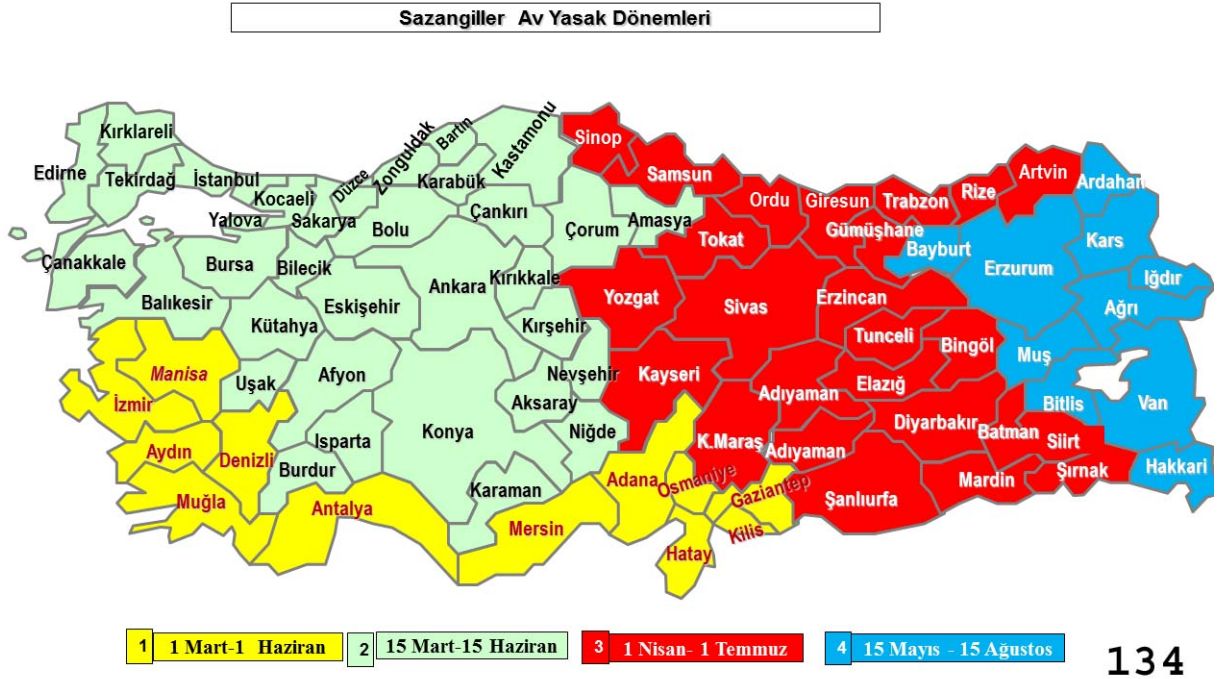 Sazangiller Av Yasak Dönemleri
Kırklareli
Edirne
Tekirdağ
İstanbul
Kocaeli
Yalova
Sakarya
Düzce
Zonguldak
Bartın
Karabük
Kastamonu
Sinop
Samsun
Ordu
Giresun
Trabzon
Rize
Artvin
Ardahan
Çanakkale
Bursa
Bilecik
Bolu
Çankırı
Çorum
Amasya
Tokat
Gümüşhane
Bayburt
Erzurum
Kars
Iğdır
Balıkesir
Kütahya
Eskişehir
Ankara
Kırıkkale
Kırşehir
Yozgat
Sivas
Erzincan
Tunceli
Bingöl
Muş
Ağrı
Manisa
Uşak
Afyon
Nevşehir
Kayseri
Adıyaman
Elazığ
Bitlis
Van
İzmir
Aydın
Denizli
Isparta
Burdur
Konya
Aksaray
Niğde
K.Maraş
Adıyaman
Diyarbakır
Batman
Siirt
Şırnak
Hakkari
Muğla
Antalya
Karaman
Mersin
Adana
Osmaniye
Gaziantep
Kilis
Hatay
Şanlıurfa
Mardin
1 1 Mart-1 Haziran
2 15 Mart-15 Haziran
3 1 Nisan- 1 Temmuz
4 15 Mayıs - 15 Ağustos
134